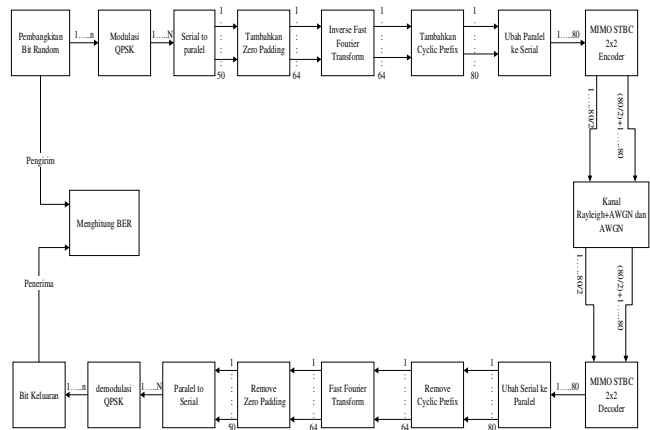 Pembangkitan
Bit Random
1…..n
Modulasi
QPSK
1…..N
Serial to
paralel
1
:
:
:
50
Tambahkan
Zero Padding
1
:
:
:
64
Inverse Fast
Fourier
Transform
1
:
:
:
64
Tambahkan
Cyclic Prefix
1
:
:
:
80
Ubah Paralel
ke Serial
1…..80
MIMO STBC
2x2
Encoder
1…..80/2
(80/2)+1…..80
Pengirim
Menghitung BER
Penerima
Kanal
Rayleigh+AWGN dan
AWGN
1…..80/2
(80/2)+1…..80
Bit Keluaran
1…..n
demodulasi
QPSK
1…..N
Paralel to
Serial
1
:
:
:
50
Remove
Zero Padding
1
:
:
:
64
Fast Fourier
Transform
1
:
:
:
64
Remove
Cyclic Prefix
1
:
:
:
80
Ubah Serial ke
Paralel
1…..80
MIMO STBC
2x2
Decoder